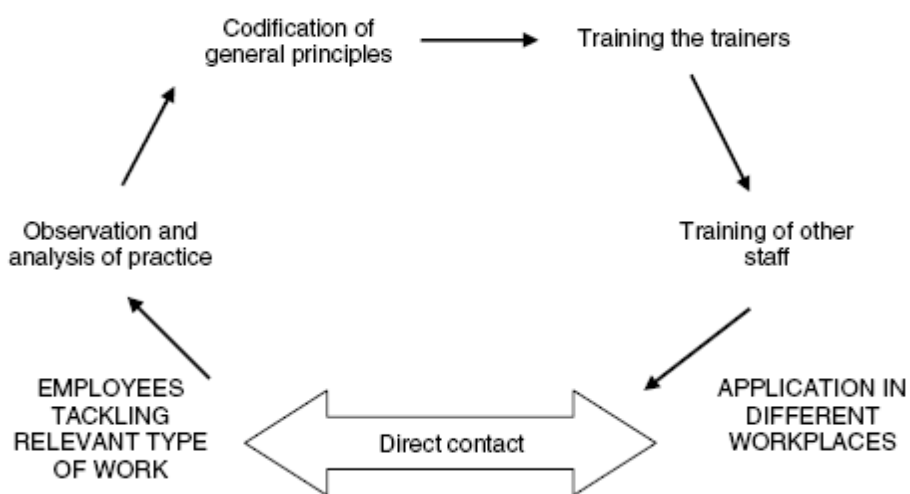 Codification of
general principles
Training the trainers
Observation and
analysis of practice
Training of other
staff
EMPLOYEES
TACKLING
RELEVANT TYPE
OF WORK
Direct contact
APPLICATION IN
DIFFERENT
WORKPLACES